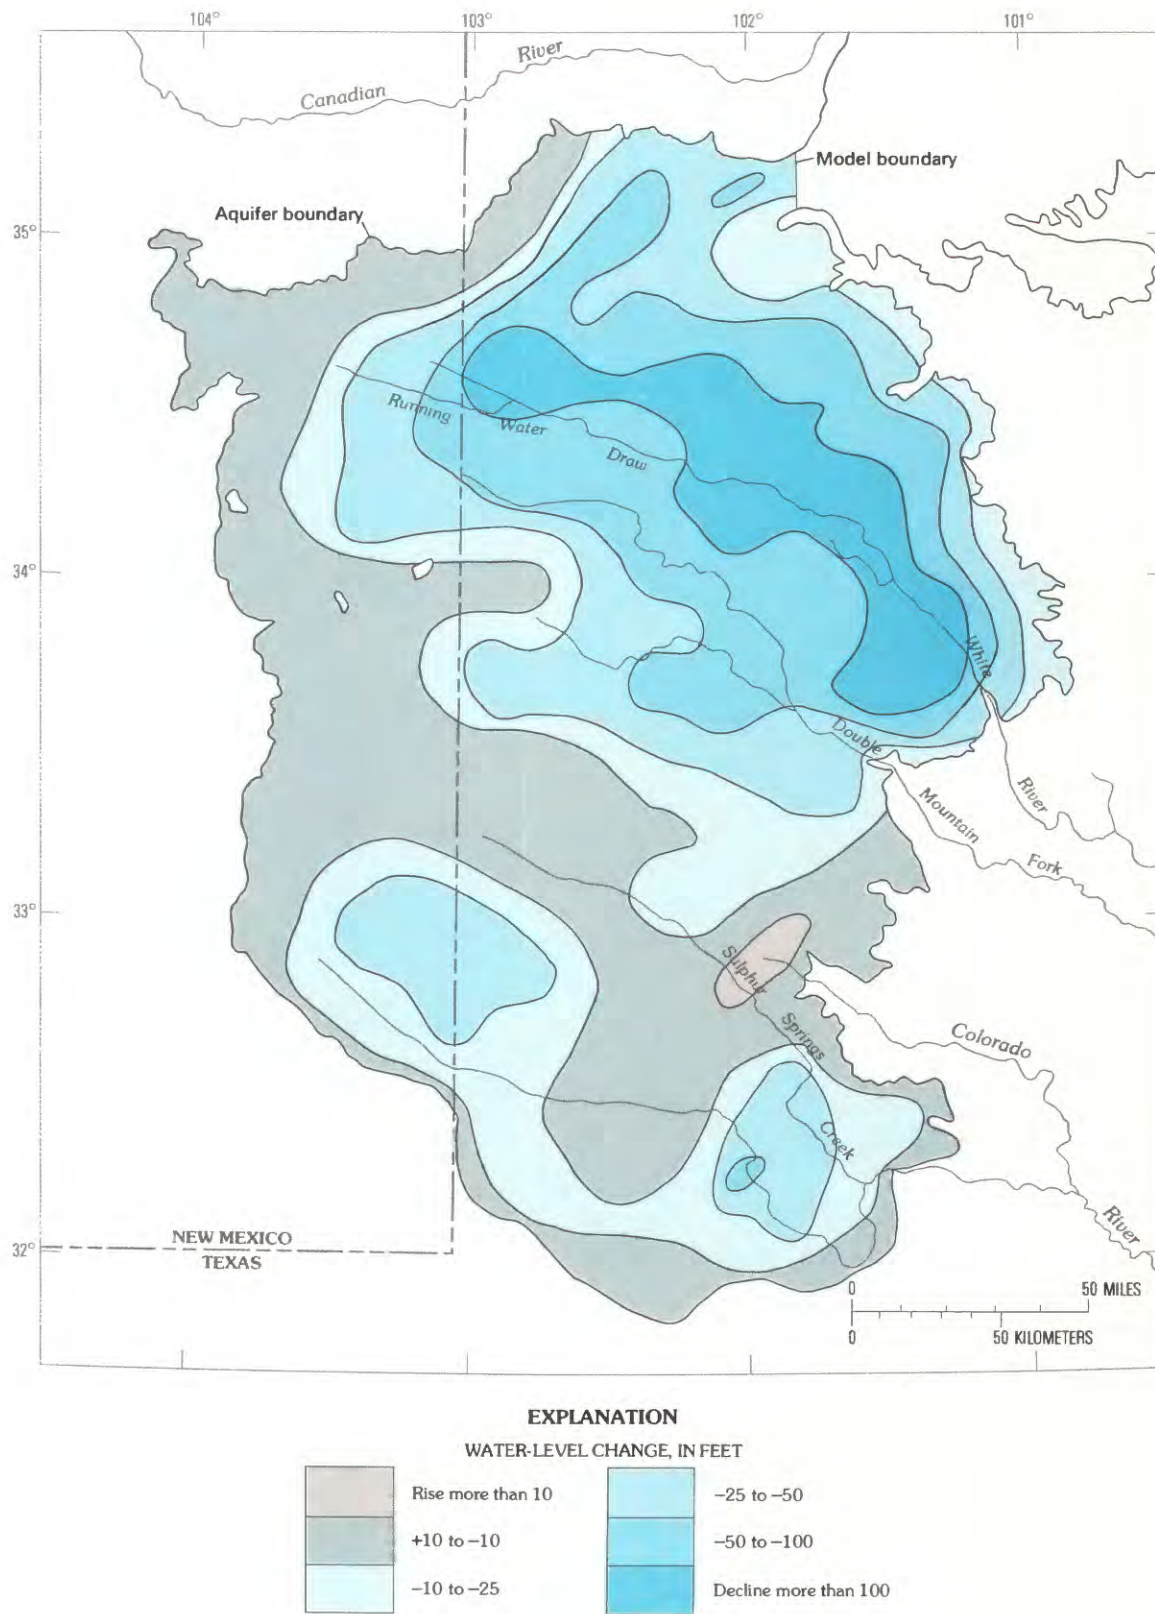 104° 103° 102° 101°
River
Canadian
Model boundary
Aquifer boundary
35°
Running
Water
Draw
34°
White
Double
River
Mountain
Fork
33°
Sulphur
Springs
Colorado
Creek
River
NEW MEXICO
32°
TEXAS
0 50 MILES
0 50 KILOMETERS
EXPLANATION
WATER-LEVEL CHANGE, IN FEET
Rise more than 10
−25 to −50
+10 to −10
−50 to −100
−10 to −25
Decline more than 100